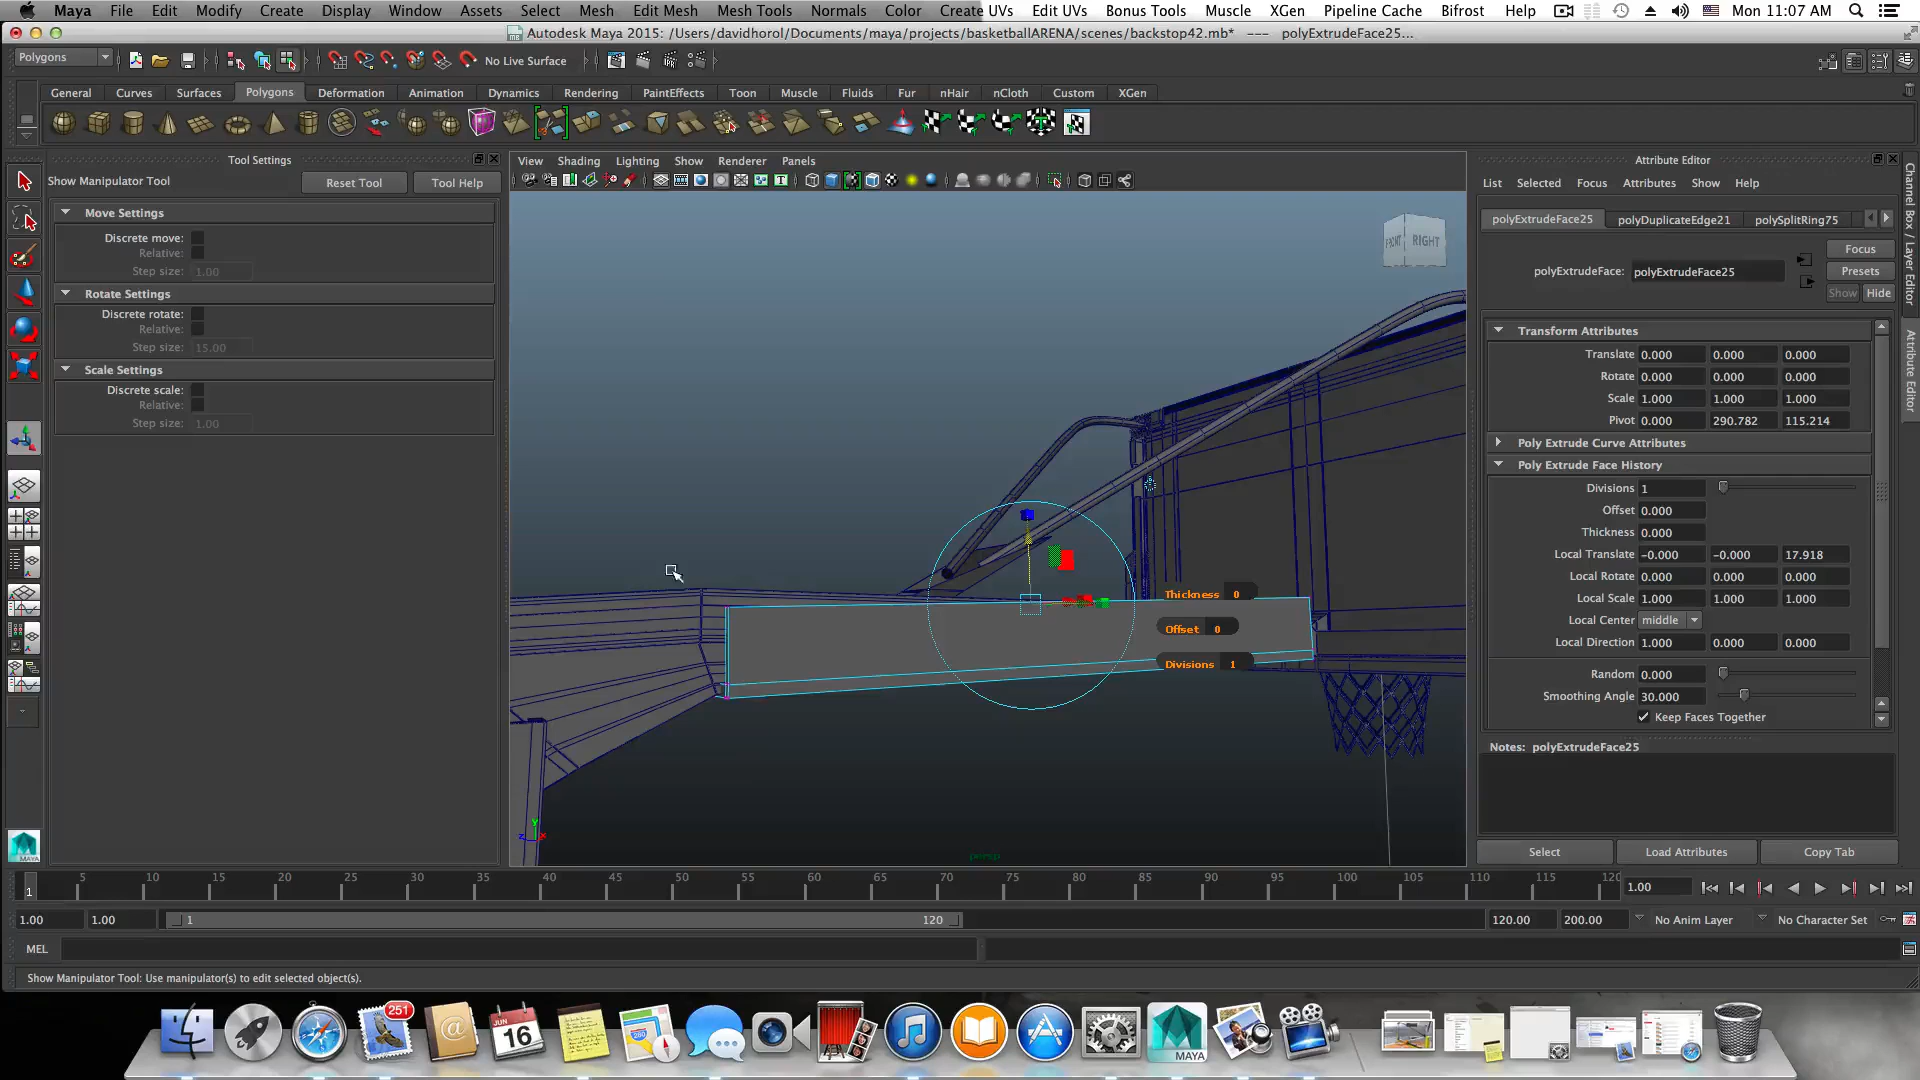 Maya File Edit Modify Create Display Window Assets Select Mesh Edit Mesh Mesh Tools Normals Color Create UVs Edit UVs Bonus Tools Muscle XGen Pipeline Cache Bifrost Help Mon 11:07 AM
Autodesk Maya 2015: /Users/davidhorol/Documents/maya/projects/basketballARENA/scenes/backstop42.mb* --- polyExtrudeFace25...
Polygons No Live Surface
General Curves Surfaces Polygons Deformation Animation Dynamics Rendering PaintEffects Toon Muscle Fluids Fur nHair nCloth Custom XGen
Tool Settings
Show Manipulator Tool Reset Tool Tool Help
Move Settings
Discrete move:
Relative:
Step size: 1.00
Rotate Settings
Discrete rotate:
Relative:
Step size: 15.00
Scale Settings
Discrete scale:
Relative:
Step size: 1.00
View Shading Lighting Show Renderer Panels
FRONT RIGHT
Thickness 0
Offset 0
Divisions 1
y
z x
persp
Attribute Editor
List Selected Focus Attributes Show Help
polyExtrudeFace25 polyDuplicateEdge21 polySplitRing75
Focus
polyExtrudeFace: polyExtrudeFace25 Presets
Show Hide
Transform Attributes
Translate 0.000 0.000 0.000
Rotate 0.000 0.000 0.000
Scale 1.000 1.000 1.000
Pivot 0.000 290.782 115.214
Poly Extrude Curve Attributes
Poly Extrude Face History
Divisions 1
Offset 0.000
Thickness 0.000
Local Translate -0.000 -0.000 17.918
Local Rotate 0.000 0.000 0.000
Local Scale 1.000 1.000 1.000
Local Center middle
Local Direction 1.000 0.000 0.000
Random 0.000
Smoothing Angle 30.000
Keep Faces Together
Notes: polyExtrudeFace25
Select Load Attributes Copy Tab
Channel Box / Layer Editor
Attribute Editor
1 5 10 15 20 25 30 35 40 45 50 55 60 65 70 75 80 85 90 95 100 105 110 115 120 1.00
1.00 1.00 1 120 120.00 200.00 No Anim Layer No Character Set
MEL
Show Manipulator Tool: Use manipulator(s) to edit selected object(s).
251
JUN
16
280
MAYA
MAYA